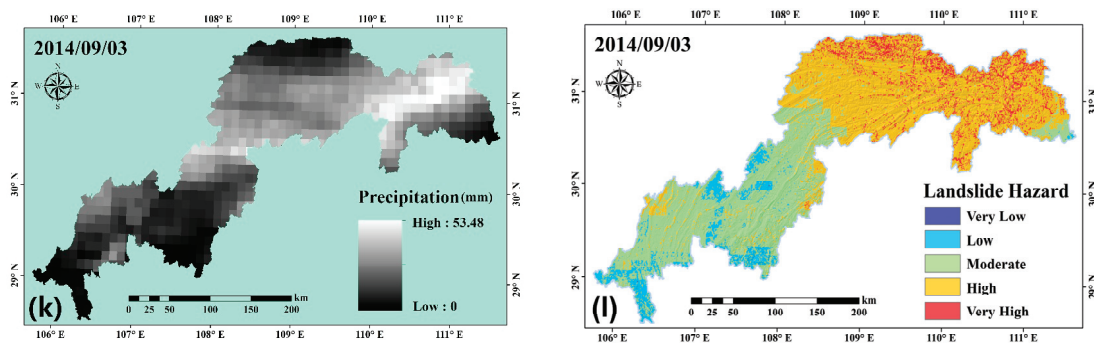 106° E 107° E 108° E 109° E 110° E 111° E
2014/09/03
N
W E
S
31° N
30° N
29° N
Precipitation(mm)
High : 53.48
Low : 0
(k)
km
0 25 50 100 150 200
106° E 107° E 108° E 109° E 110° E 111° E
106° E 107° E 108° E 109° E 110° E 111° E
2014/09/03
N
W E
S
31° N
31° N
30° N
30° N
29° N
29° N
Landslide Hazard
Very Low
Low
Moderate
High
Very High
(l)
km
0 25 50 100 150 200
106° E 107° E 108° E 109° E 110° E 111° E